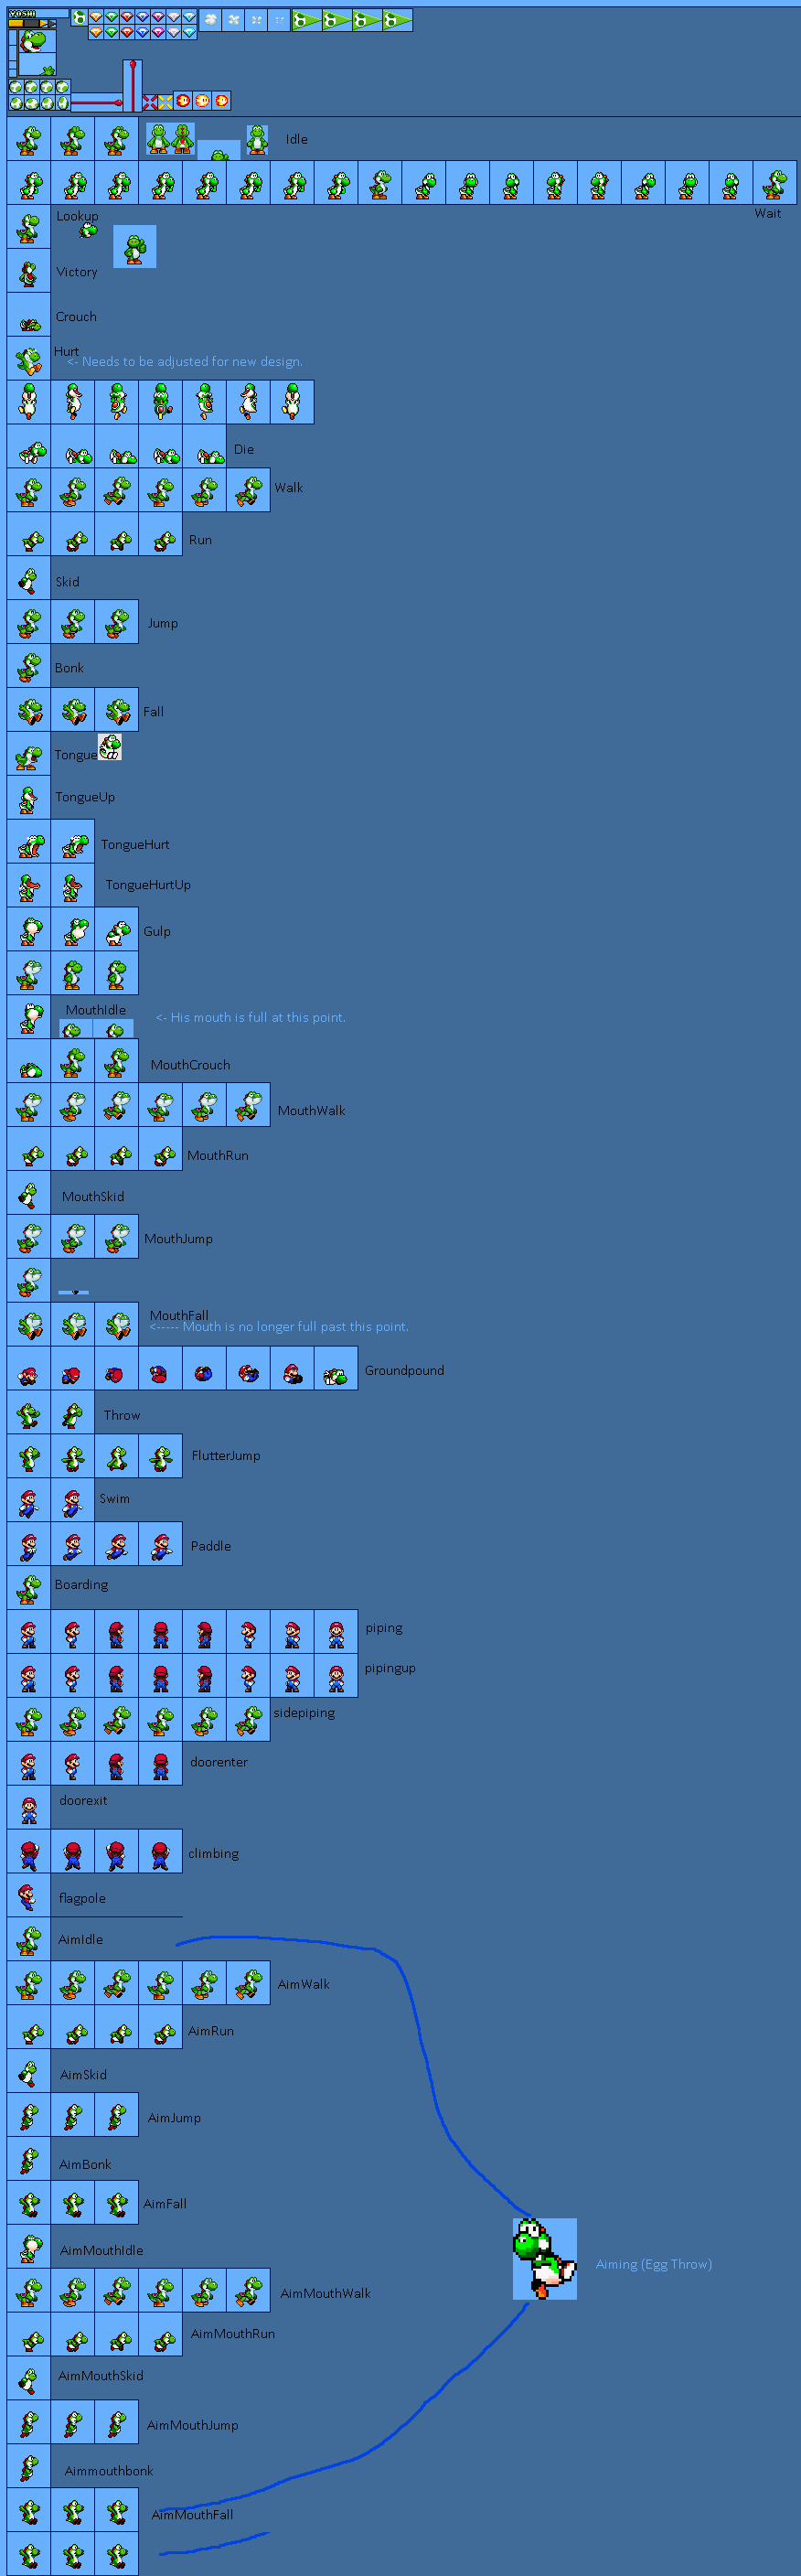 YOSHI
Idle
Wait
Lookup
Victory
Crouch
Hurt
<- Needs to be adjusted for new design.
Die
Walk
Run
Skid
Jump
Bonk
Fall
Tongue
TongueUp
TongueHurt
TongueHurtUp
Gulp
MouthIdle
<- His mouth is full at this point.
MouthCrouch
MouthWalk
MouthRun
MouthSkid
MouthJump
MouthFall
<----- Mouth is no longer full past this point.
Groundpound
Throw
FlutterJump
Swim
Paddle
Boarding
piping
pipingup
sidepiping
doorenter
doorexit
climbing
flagpole
AimIdle
AimWalk
AimRun
AimSkid
AimJump
AimBonk
AimFall
AimMouthIdle
Aiming (Egg Throw)
AimMouthWalk
AimMouthRun
AimMouthSkid
AimMouthJump
Aimmouthbonk
AimMouthFall